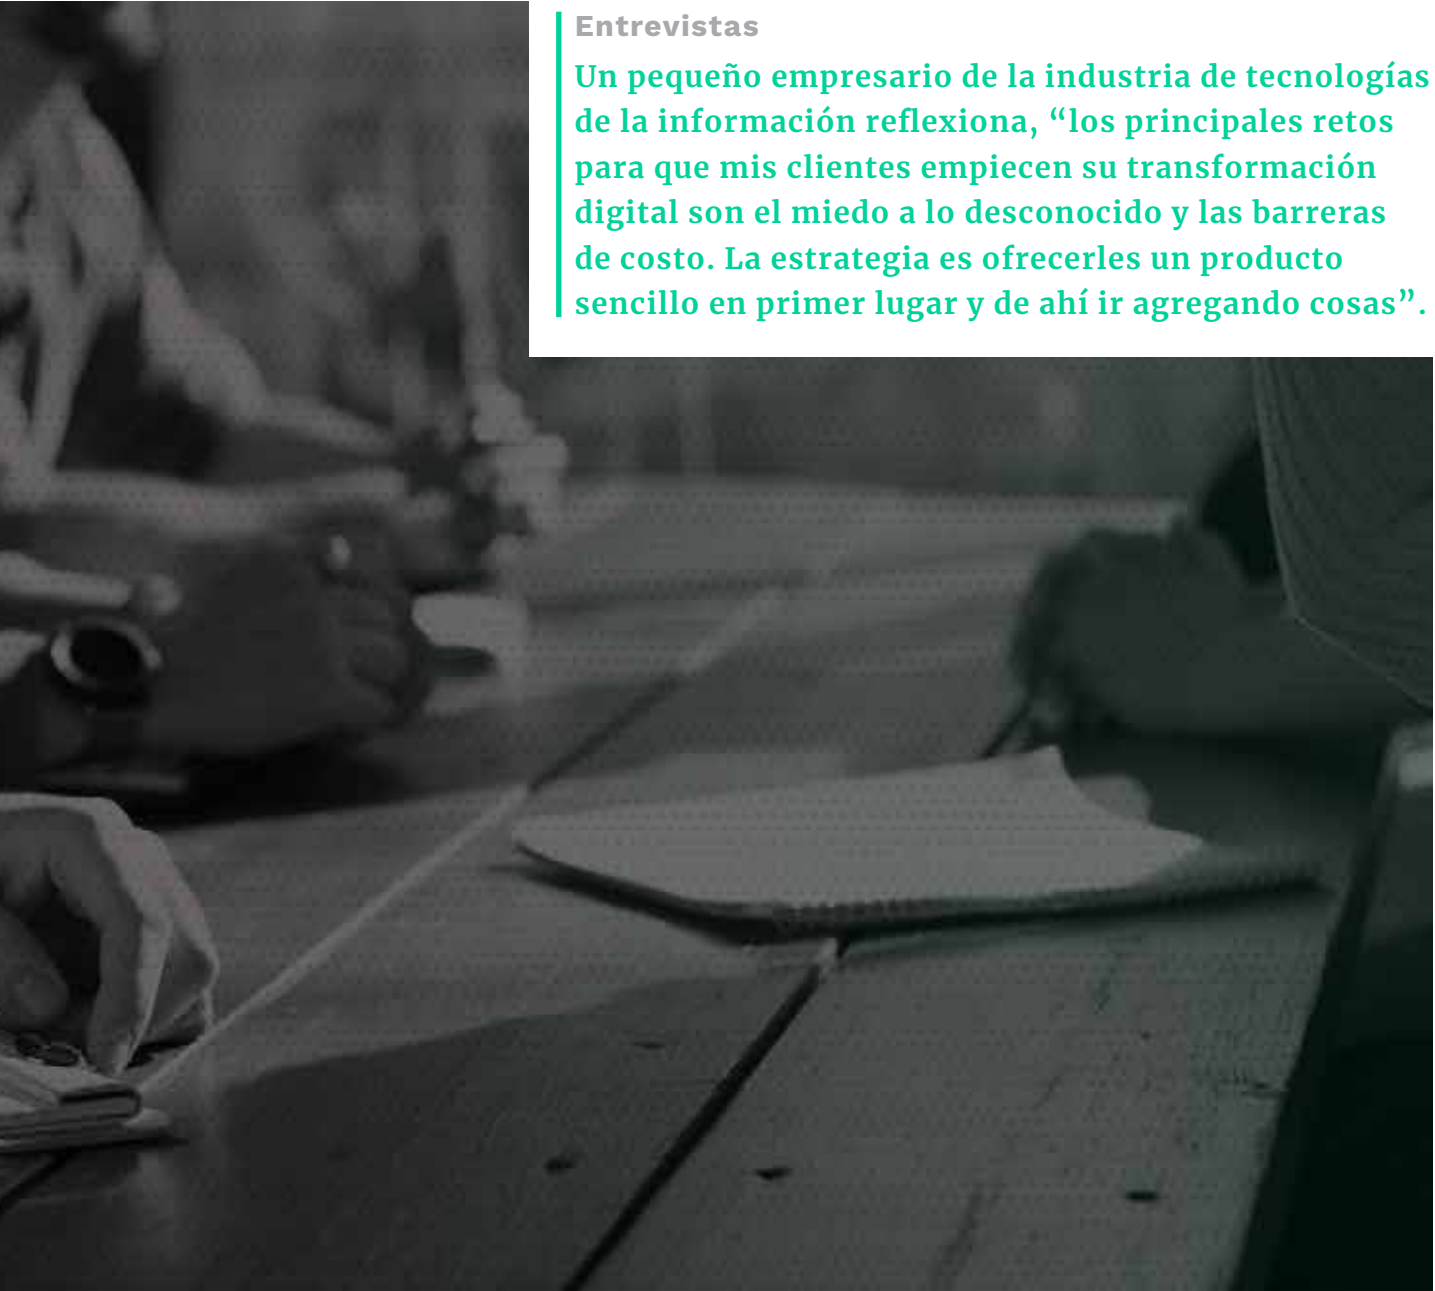 Entrevistas
Un pequeño empresario de la industria de tecnologías
de la información reflexiona, “los principales retos
para que mis clientes empiecen su transformación
digital son el miedo a lo desconocido y las barreras
de costo. La estrategia es ofrecerles un producto
sencillo en primer lugar y de ahí ir agregando cosas”.